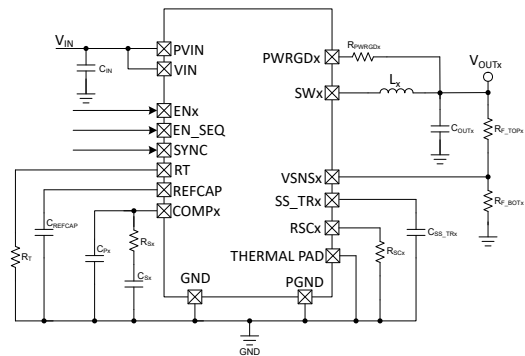 VIN
CIN
PVIN
VIN
ENx
EN_SEQ
SYNC
RT
REFCAP
COMPx
CREFCAP
RT
CPx
RSx
CSx
GND
PGND
GND
PWRGDx
SWx
VSNSx
SS_TRx
RSCx
THERMAL PAD
RPWRGDx
Lx
VOUTx
COUTx
RF_TOPx
RF_BOTx
CSS_TRx
RSCx